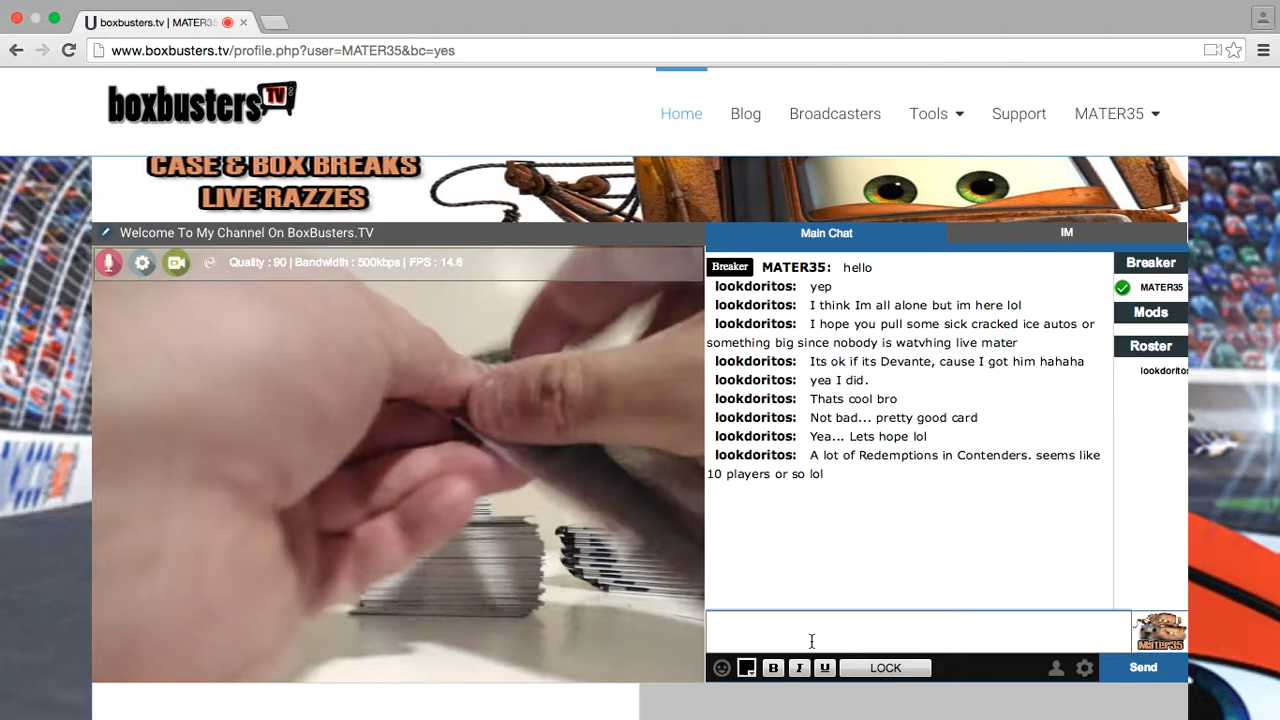 boxbusters.tv | MATER35
www.boxbusters.tv/profile.php?user=MATER35&bc=yes
boxbusters TV
Home Blog Broadcasters Tools Support MATER35
CASE & BOX BREAKS
LIVE RAZZES
Welcome To My Channel On BoxBusters.TV
Main Chat IM
Quality : 90 | Bandwidth : 500kbps | FPS : 14.6
Breaker MATER35: hello
lookdoritos: yep
lookdoritos: I think Im all alone but im here lol
lookdoritos: I hope you pull some sick cracked ice autos or
something big since nobody is watvhing live mater
lookdoritos: Its ok if its Devante, cause I got him hahaha
lookdoritos: yea I did.
lookdoritos: Thats cool bro
lookdoritos: Not bad... pretty good card
lookdoritos: Yea... Lets hope lol
lookdoritos: A lot of Redemptions in Contenders. seems like
10 players or so lol
Breaker
MATER35
Mods
Roster
lookdoritos
Mater35
B I U LOCK Send